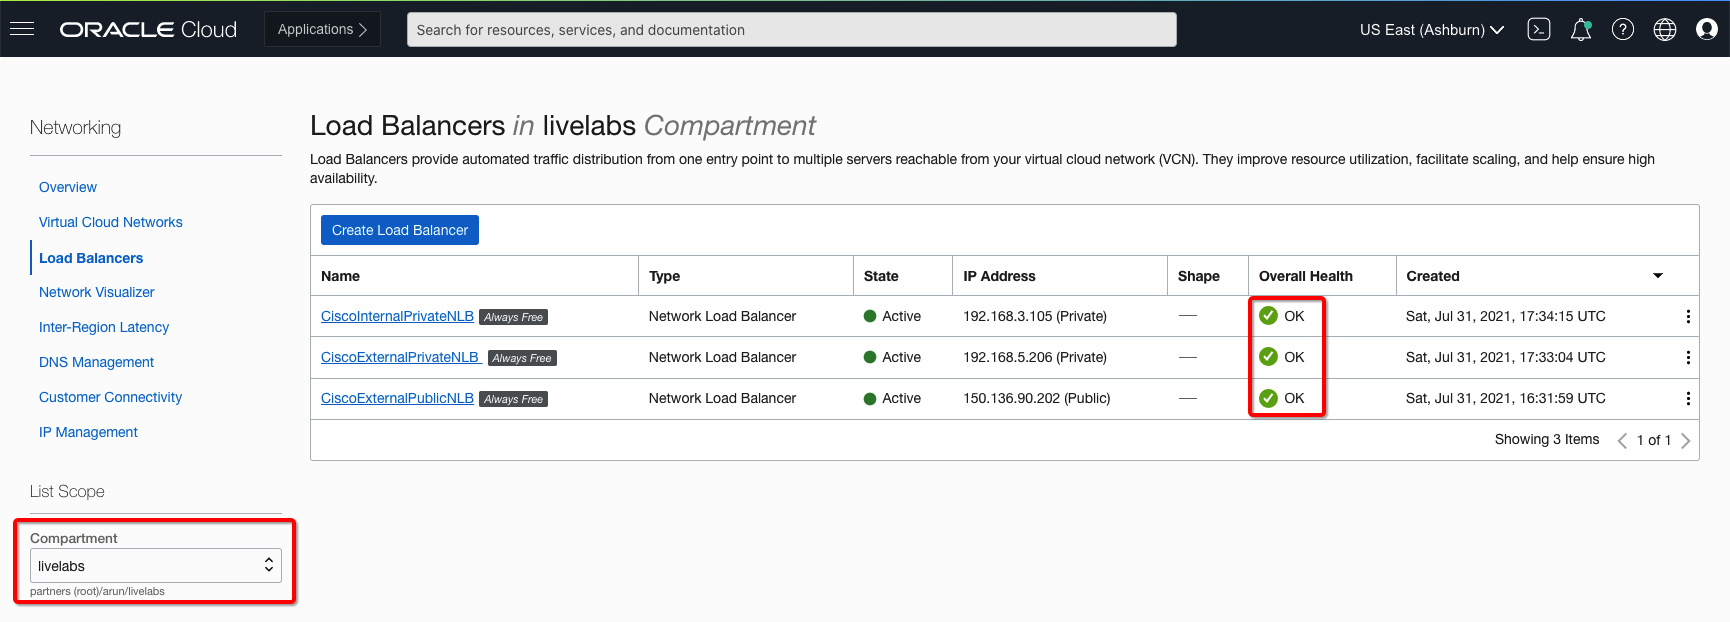 ORACLE Cloud
Applications
Search for resources, services, and documentation
US East (Ashburn)
Networking
Overview
Virtual Cloud Networks
Load Balancers
Network Visualizer
Inter-Region Latency
DNS Management
Customer Connectivity
IP Management
List Scope
Compartment
livelabs
partners (root)/arun/livelabs
Load Balancers in livelabs Compartment
Load Balancers provide automated traffic distribution from one entry point to multiple servers reachable from your virtual cloud network (VCN). They improve resource utilization, facilitate scaling, and help ensure high
availability.
Create Load Balancer
Name Type State IP Address Shape Overall Health Created
CiscoInternalPrivateNLB Always Free Network Load Balancer Active 192.168.3.105 (Private) — OK Sat, Jul 31, 2021, 17:34:15 UTC
CiscoExternalPrivateNLB Always Free Network Load Balancer Active 192.168.5.206 (Private) — OK Sat, Jul 31, 2021, 17:33:04 UTC
CiscoExternalPublicNLB Always Free Network Load Balancer Active 150.136.90.202 (Public) — OK Sat, Jul 31, 2021, 16:31:59 UTC
Showing 3 Items 1 of 1